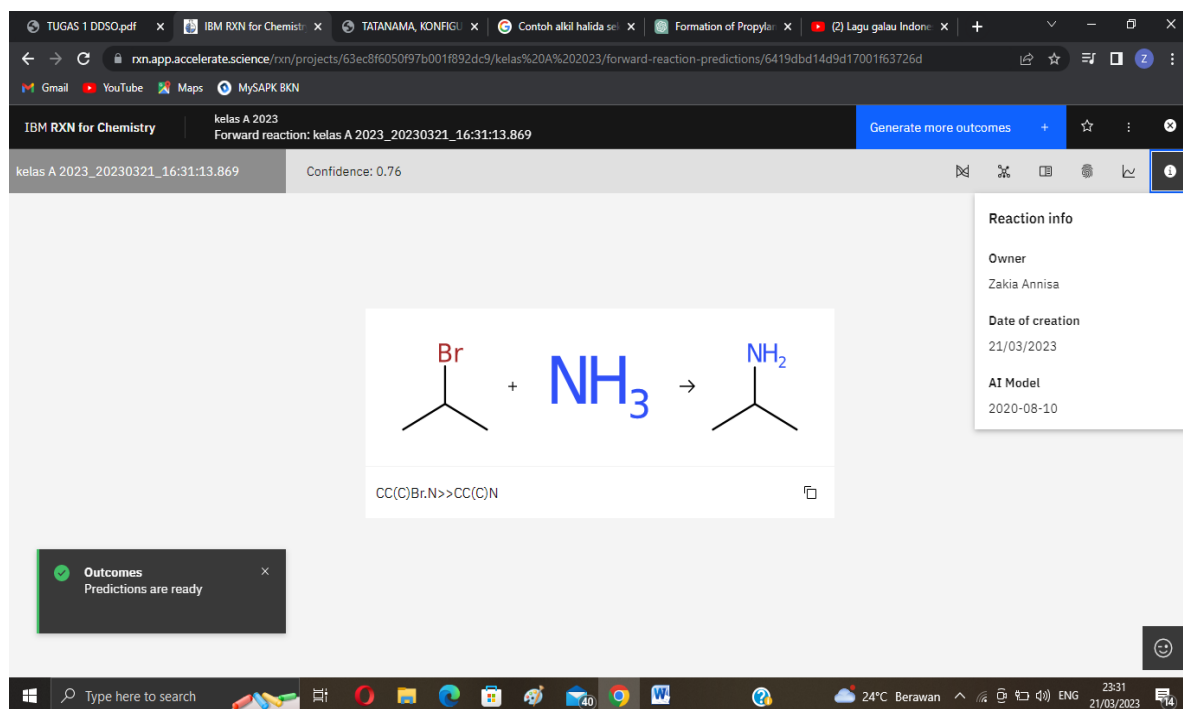 TUGAS 1 DDSO.pdf
IBM RXN for Chemistr
TATANAMA, KONFIGU
Contoh alkil halida sek
Formation of Propylan
(2) Lagu galau Indone
rxn.app.accelerate.science/rxn/projects/63ec8f6050f97b001f892dc9/kelas%20A%202023/forward-reaction-predictions/6419dbd14d9d17001f63726d
Z
Gmail
YouTube
Maps
MySAPK BKN
IBM RXN for Chemistry
kelas A 2023
Forward reaction: kelas A 2023_20230321_16:31:13.869
Generate more outcomes +
kelas A 2023_20230321_16:31:13.869
Confidence: 0.76
Reaction info
Owner
Zakia Annisa
Date of creation
21/03/2023
AI Model
2020-08-10
Br
+
NH3
→
NH2
CC(C)Br.N>>CC(C)N
Outcomes
Predictions are ready
Type here to search
40
24°C Berawan
ENG
23:31
21/03/2023
14